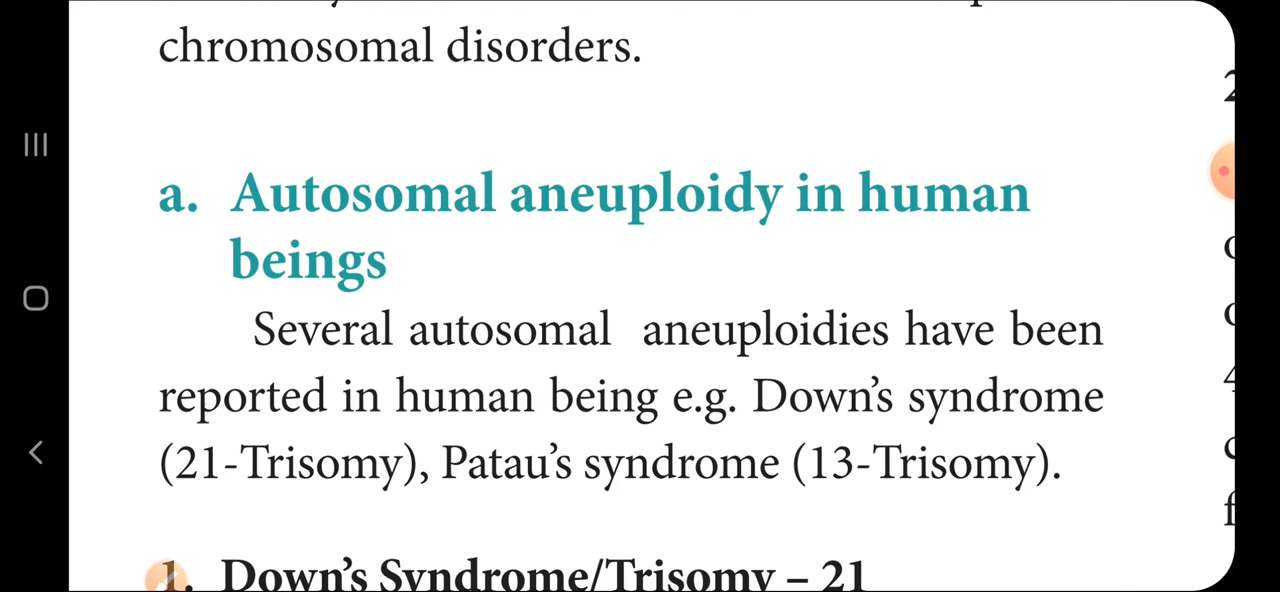 chromosomal disorders.
a. Autosomal aneuploidy in human
beings
Several autosomal aneuploidies have been
reported in human being e.g. Down’s syndrome
(21-Trisomy), Patau’s syndrome (13-Trisomy).
1. Down’s Syndrome/Trisomy – 21